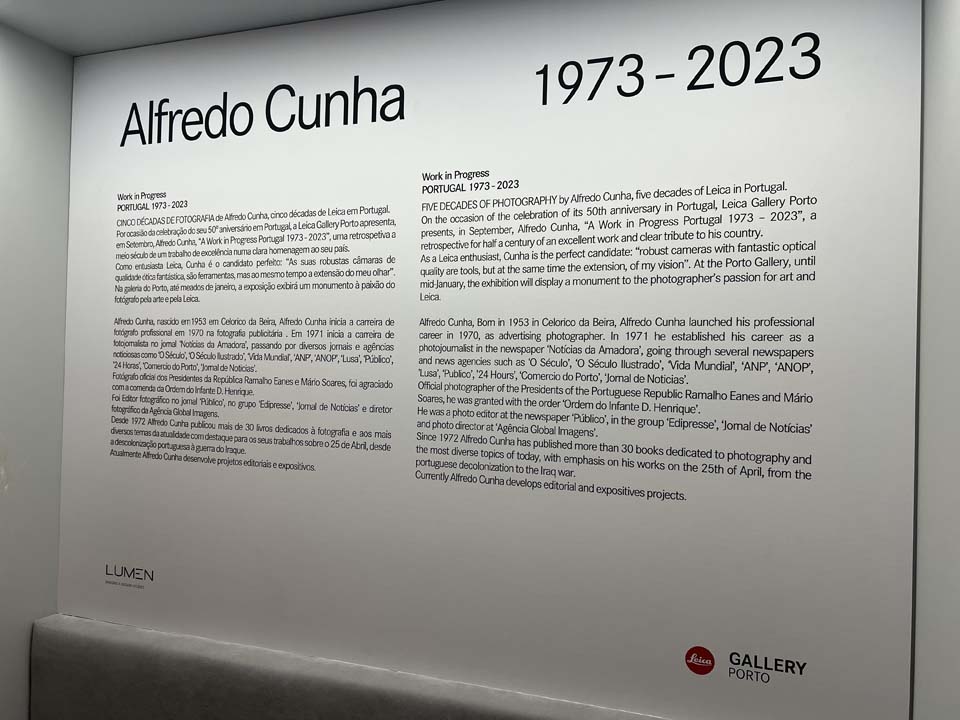 Alfredo Cunha
1973 – 2023
Work in Progress
PORTUGAL 1973 - 2023
CINCO DÉCADAS DE FOTOGRAFIA de Alfredo Cunha, cinco décadas de Leica em Portugal.
Por ocasião da celebração do seu 50º aniversário em Portugal, a Leica Gallery Porto apresenta,
em Setembro, Alfredo Cunha, “A Work in Progress Portugal 1973 - 2023”, uma retrospetiva a
meio século de um trabalho de excelência numa clara homenagem ao seu país.
Como entusiasta Leica, Cunha é o candidato perfeito: “As suas robustas câmaras de
qualidade ótica fantástica, são ferramentas, mas ao mesmo tempo a extensão do meu olhar”.
Na galeria do Porto, até meados de janeiro, a exposição exibirá um monumento à paixão do
fotógrafo pela arte e pela Leica.
Alfredo Cunha, nascido em 1953 em Celorico da Beira, Alfredo Cunha inicia a carreira de
fotógrafo profissional em 1970 na fotografia publicitária . Em 1971 inicia a carreira de
fotojornalista no jornal ‘Notícias da Amadora’, passando por diversos jornais e agências
noticiosas como ‘O Século’, ‘O Século Ilustrado’, ‘Vida Mundial’, ‘ANP’, ‘ANOP’, ‘Lusa’, ‘Público’,
‘24 Horas’, ‘Comercio do Porto’, ‘Jornal de Noticias’.
Fotógrafo oficial dos Presidentes da República Ramalho Eanes e Mário Soares, foi agraciado
com a comenda da Ordem do Infante D. Henrique.
Foi Editor fotográfico no jornal ‘Público’, no grupo ‘Edipresse’, ‘Jornal de Notícias’ e diretor
fotográfico da Agência Global Imagens.
Desde 1972 Alfredo Cunha publicou mais de 30 livros dedicados à fotografia e aos mais
diversos temas da atualidade com destaque para os seus trabalhos sobre o 25 de Abril, desde
a descolonização portuguesa à guerra do Iraque.
Atualmente Alfredo Cunha desenvolve projetos editoriais e expositivos.
Work in Progress
PORTUGAL 1973 - 2023
FIVE DECADES OF PHOTOGRAPHY by Alfredo Cunha, five decades of Leica in Portugal.
On the occasion of the celebration of its 50th anniversary in Portugal, Leica Gallery Porto
presents, in September, Alfredo Cunha, “A Work in Progress Portugal 1973 – 2023”, a
retrospective for half a century of an excellent work and clear tribute to his country.
As a Leica enthusiast, Cunha is the perfect candidate: “robust cameras with fantastic optical
quality are tools, but at the same time the extension, of my vision”. At the Porto Gallery, until
mid-January, the exhibition will display a monument to the photographer’s passion for art and
Leica.
Alfredo Cunha, Born in 1953 in Celorico da Beira, Alfredo Cunha launched his professional
career in 1970, as advertising photographer. In 1971 he established his career as a
photojournalist in the newspaper ‘Notícias da Amadora’, going through several newspapers
and news agencies such as ‘O Século’, ‘O Século Ilustrado’, ‘Vida Mundial’, ‘ANP’, ‘ANOP’,
‘Lusa’, ‘Publico’, ‘24 Hours’, ‘Comercio do Porto’, ‘Jornal de Noticias’.
Official photographer of the Presidents of the Portuguese Republic Ramalho Eanes and Mário
Soares, he was granted with the order ‘Ordem do Infante D. Henrique’.
He was a photo editor at the newspaper ‘Público’, in the group ‘Edipresse’, ‘Jornal de Notícias’
and photo director at ‘Agência Global Imagens’.
Since 1972 Alfredo Cunha has published more than 30 books dedicated to photography and
the most diverse topics of today, with emphasis on his works on the 25th of April, from the
portuguese decolonization to the Iraq war.
Currently Alfredo Cunha develops editorial and expositives projects.
LUMEN
Leica
GALLERY
PORTO